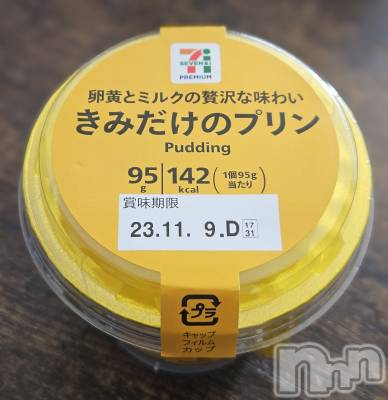 7i
SEVEN&i
PREMIUM
卵黄とミルクの贅沢な味わい
きみだけのプリン
Pudding
95g 142kcal (1個95g当たり)
賞味期限
23.11. 9.D 17 31
プラ
キャップ
フィルム
カップ
nmn